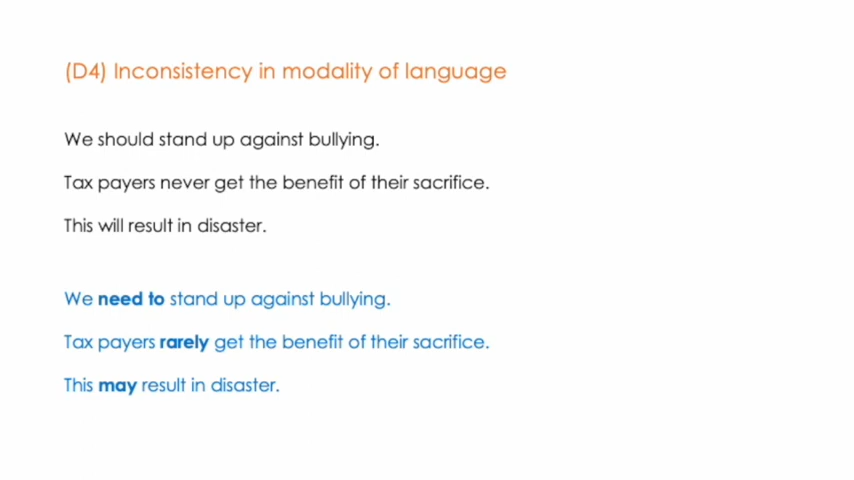 (D4) Inconsistency in modality of language
We should stand up against bullying.
Tax payers never get the benefit of their sacrifice.
This will result in disaster.
We need to stand up against bullying.
Tax payers rarely get the benefit of their sacrifice.
This may result in disaster.